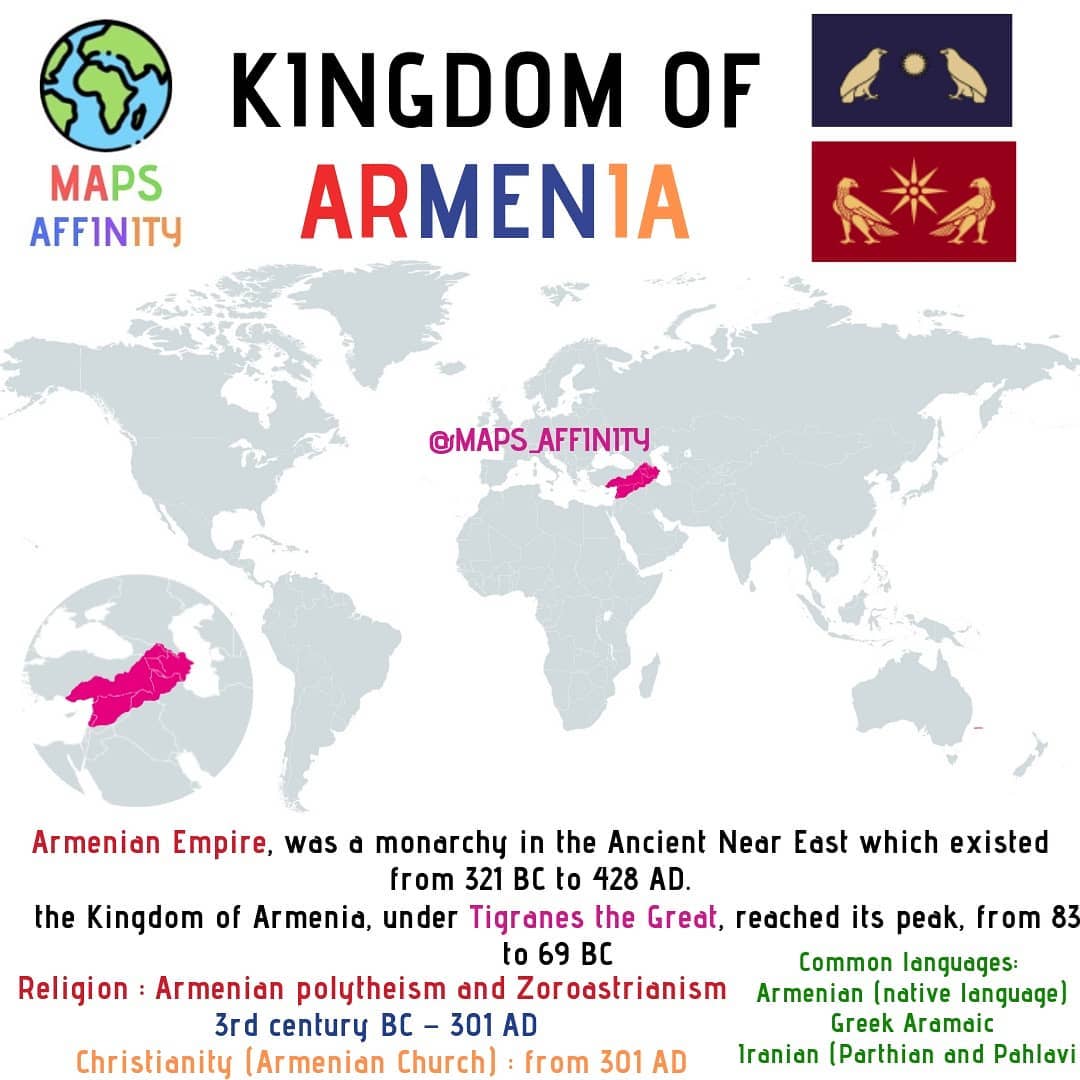 MAPS
AFFINITY
KINGDOM OF
ARMENIA
@MAPS_AFFINITY
Armenian Empire, was a monarchy in the Ancient Near East which existed
from 321 BC to 428 AD.
the Kingdom of Armenia, under Tigranes the Great, reached its peak, from 83
to 69 BC
Religion : Armenian polytheism and Zoroastrianism
3rd century BC – 301 AD
Christianity (Armenian Church) : from 301 AD
Common languages:
Armenian (native language)
Greek Aramaic
Iranian (Parthian and Pahlavi